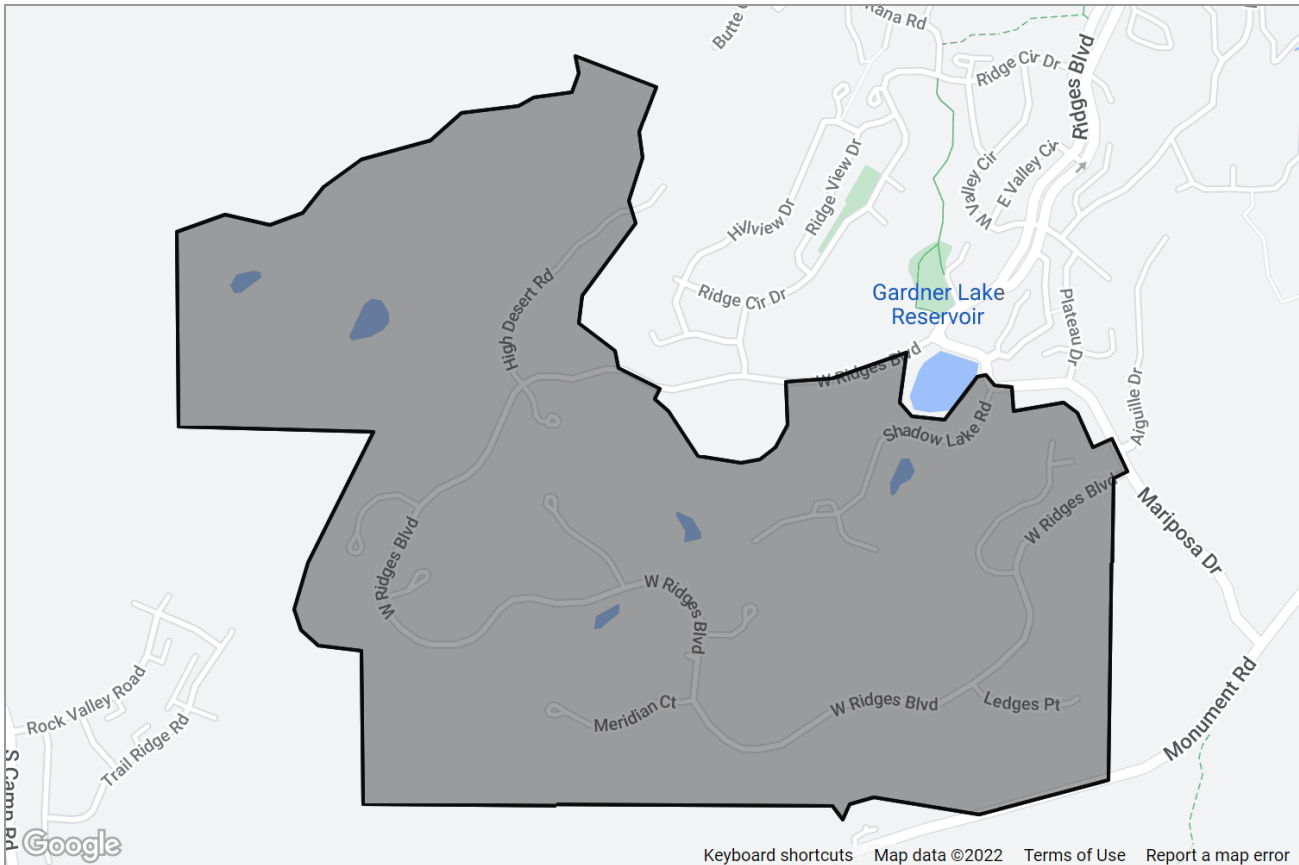 Butte
Kana Rd
Ridge Cir Dr
Ridges Blvd
W Valley Cir
E Valley Cir
Ridge View Dr
Hillview Dr
Ridge Cir Dr
High Desert Rd
Gardner Lake
Reservoir
Plateau Dr
W Ridges Blvd
Aiguille Dr
Shadow Lake Rd
W Ridges Blvd
Mariposa Dr
W Ridges Blvd
W Ridges Blvd
Meridian Ct
W Ridges Blvd
Ledges Pt
Monument Rd
Rock Valley Road
Trail Ridge Rd
S Camp Rd
Google
Keyboard shortcuts Map data ©2022 Terms of Use Report a map error